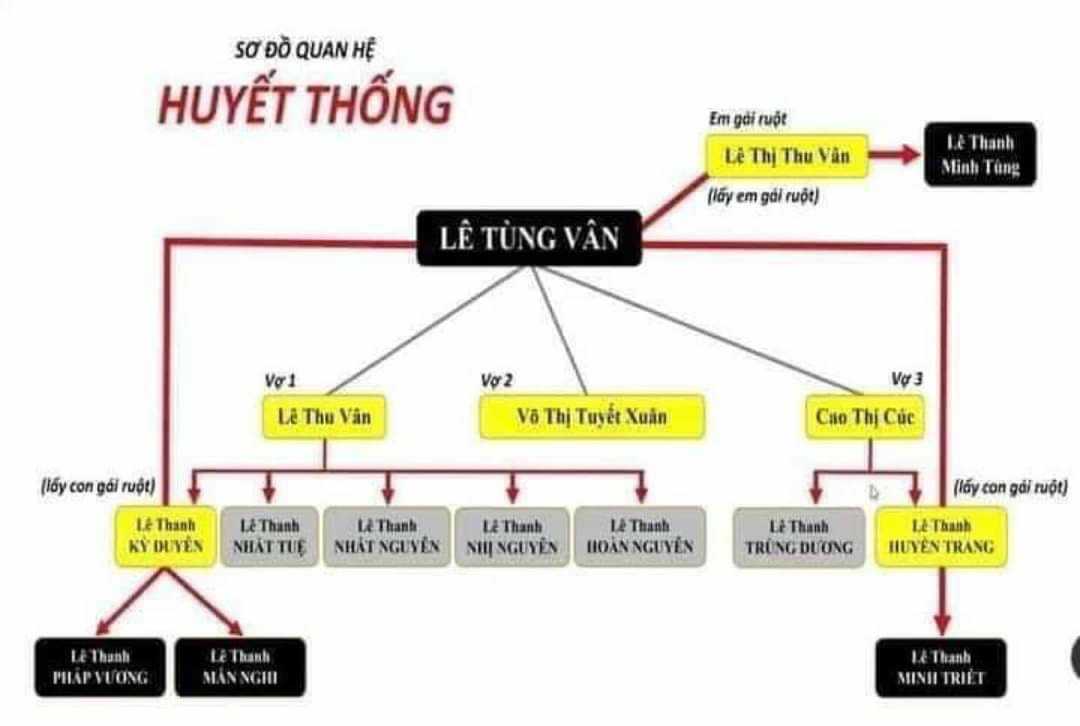 SƠ ĐỒ QUAN HỆ
HUYẾT THỐNG
Em gái ruột
Lê Thị Thu Vân
(lấy em gái ruột)
Lê Thanh
Minh Tùng
LÊ TÙNG VÂN
Vợ 1
Lê Thu Vân
Vợ 2
Võ Thị Tuyết Xuân
Vợ 3
Cao Thị Cúc
(lấy con gái ruột)
(lấy con gái ruột)
Lê Thanh
KỲ DUYÊN
Lê Thanh
NHẤT TUỆ
Lê Thanh
NHẤT NGUYÊN
Lê Thanh
NHỊ NGUYÊN
Lê Thanh
HOÀN NGUYÊN
Lê Thanh
TRÙNG DƯƠNG
Lê Thanh
HUYỀN TRANG
Lê Thanh
PHÁP VƯƠNG
Lê Thanh
MẪN NGHI
Lê Thanh
MINH TRIẾT